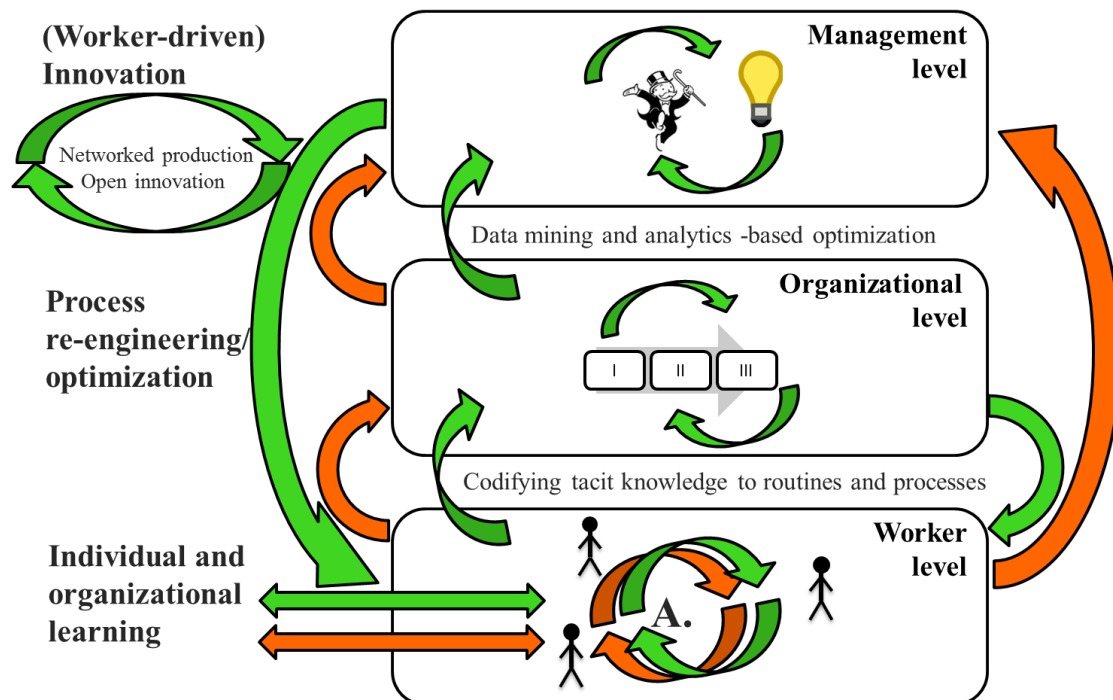 (Worker-driven)
Innovation
Networked production
Open innovation
Management
level
Data mining and analytics -based optimization
Process
re-engineering/
optimization
Organizational
level
I II III
Codifying tacit knowledge to routines and processes
Individual and
organizational
learning
Worker
level
A.